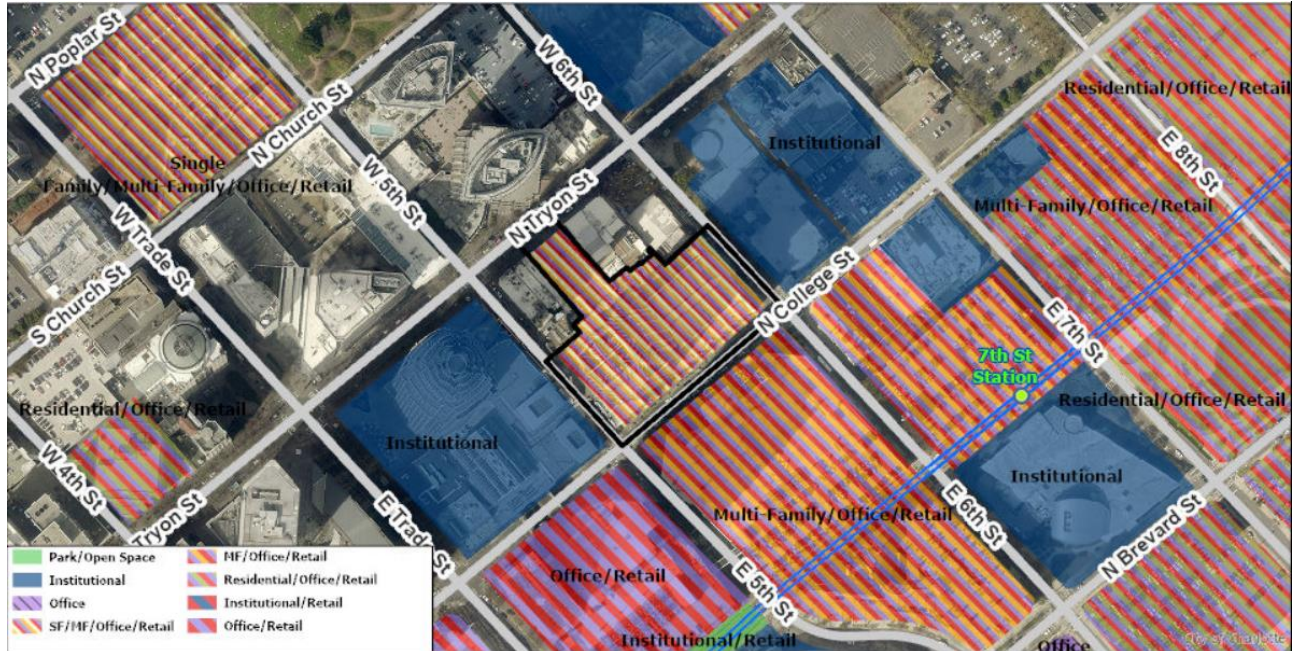 N Poplar St
N Church St
W 6th St
Residential/Office/Retail
Institutional
E 8th St
Single
Family/Multi-Family/Office/Retail
W 5th St
N Tryon St
Multi-Family/Office/Retail
W Trade St
S Church St
N College St
E 7th St
7th St
Station
Residential/Office/Retail
Residential/Office/Retail
Institutional
Institutional
W 4th St
Tryon St
E Trade St
Multi-Family/Office/Retail
E 6th St
N Brevard St
Office/Retail
E 5th St
Institutional/Retail
Office
City of Charlotte
Park/Open Space
Institutional
Office
SF/MF/Office/Retail
MF/Office/Retail
Residential/Office/Retail
Institutional/Retail
Office/Retail